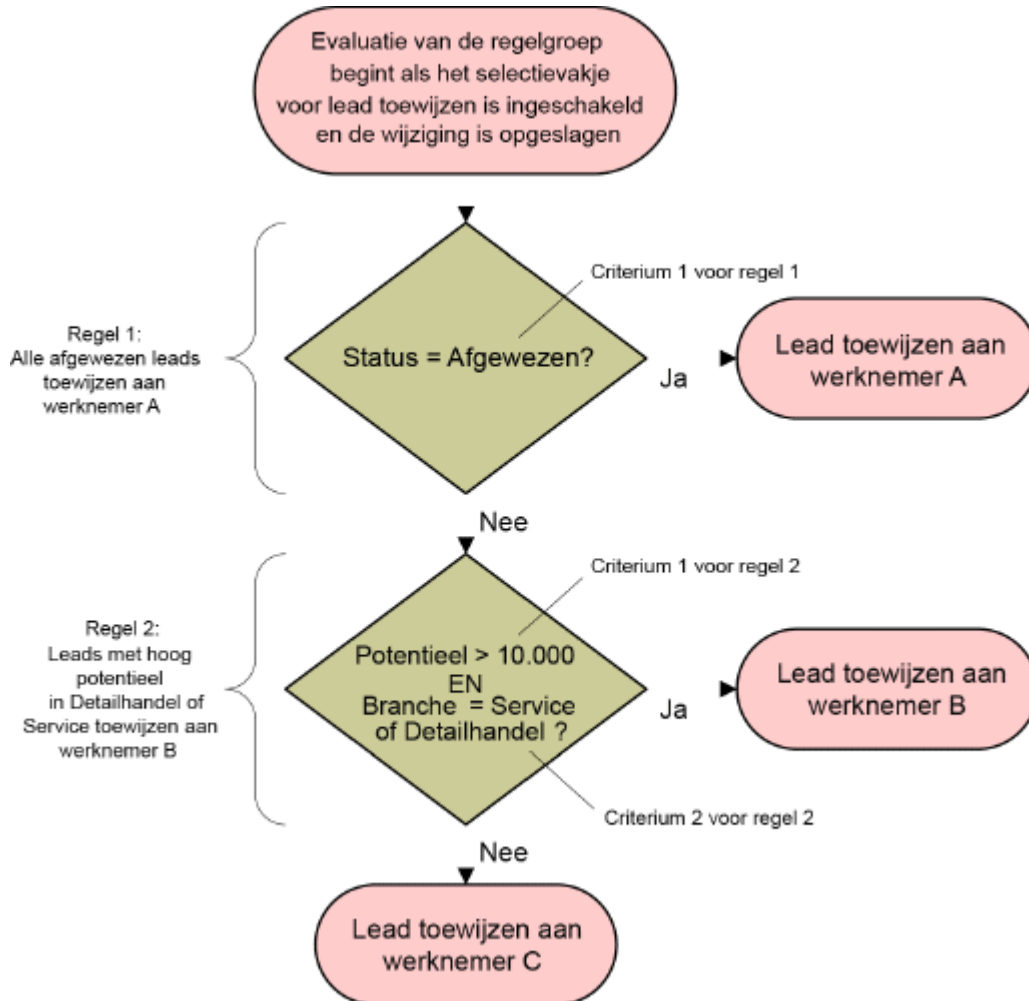 Evaluatie van de regelgroep
begint als het selectievakje
voor lead toewijzen is ingeschakeld
en de wijziging is opgeslagen
Criterium 1 voor regel 1
Regel 1:
Alle afgewezen leads
toewijzen aan
werknemer A
Status = Afgewezen?
Ja
Lead toewijzen aan
werknemer A
Nee
Criterium 1 voor regel 2
Regel 2:
Leads met hoog
potentieel
in Detailhandel of
Service toewijzen aan
werknemer B
Potentieel > 10.000
EN
Branche = Service
of Detailhandel ?
Ja
Lead toewijzen aan
werknemer B
Criterium 2 voor regel 2
Nee
Lead toewijzen aan
werknemer C